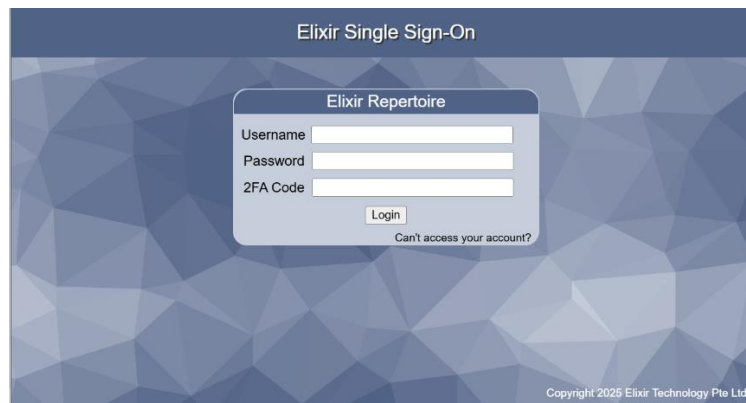 Elixir Single Sign-On
Elixir Repertoire
Username
Password
2FA Code
Login
Can't access your account?
Copyright 2025 Elixir Technology Pte Ltd